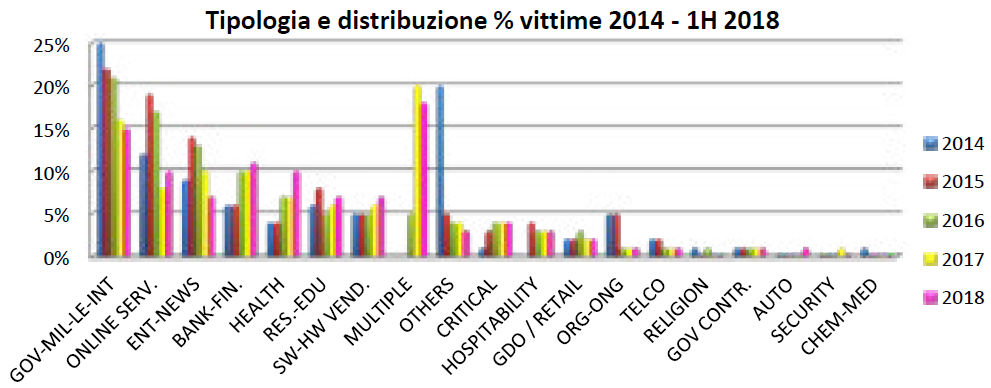 Tipologia e distribuzione % vittime 2014 - 1H 2018
25%
20%
15%
10%
5%
0%
GOV-MIL-LE-INT
ONLINE SERV.
ENT-NEWS
BANK-FIN.
HEALTH
RES-EDU
SW-HW VEND.
MULTIPLE
OTHERS
CRITICAL
HOSPITABILITY
GDO / RETAIL
ORG-ONG
TELCO
RELIGION
GOV CONTR.
AUTO
SECURITY
CHEM-MED
2014
2015
2016
2017
2018